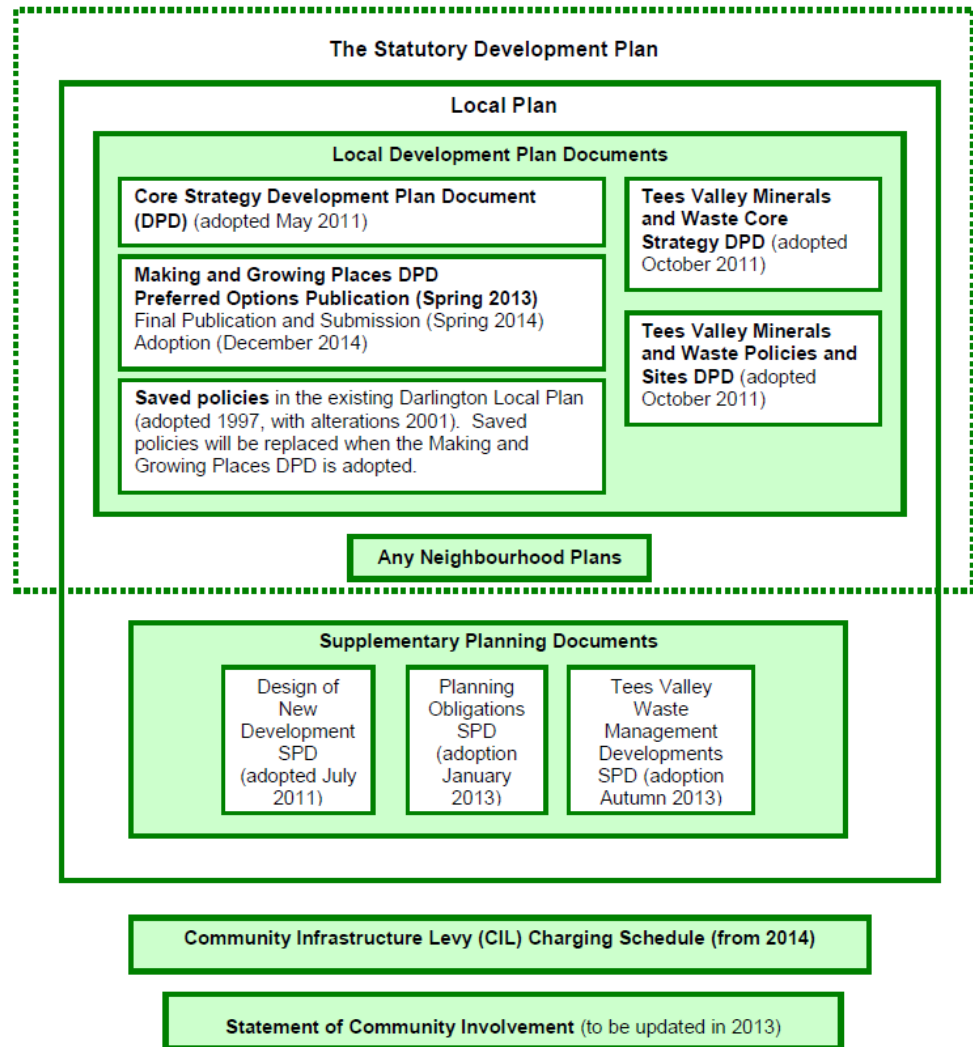 The Statutory Development Plan
Local Plan
Local Development Plan Documents
Core Strategy Development Plan Document
(DPD) (adopted May 2011)
Making and Growing Places DPD
Preferred Options Publication (Spring 2013)
Final Publication and Submission (Spring 2014)
Adoption (December 2014)
Saved policies in the existing Darlington Local Plan
(adopted 1997, with alterations 2001).  Saved
policies will be replaced when the Making and
Growing Places DPD is adopted.
Tees Valley Minerals
and Waste Core
Strategy DPD (adopted
October 2011)
Tees Valley Minerals
and Waste Policies and
Sites DPD (adopted
October 2011)
Any Neighbourhood Plans
Supplementary Planning Documents
Design of
New
Development
SPD
(adopted July
2011)
Planning
Obligations
SPD
(adoption
January
2013)
Tees Valley
Waste
Management
Developments
SPD (adoption
Autumn 2013)
Community Infrastructure Levy (CIL) Charging Schedule (from 2014)
Statement of Community Involvement (to be updated in 2013)